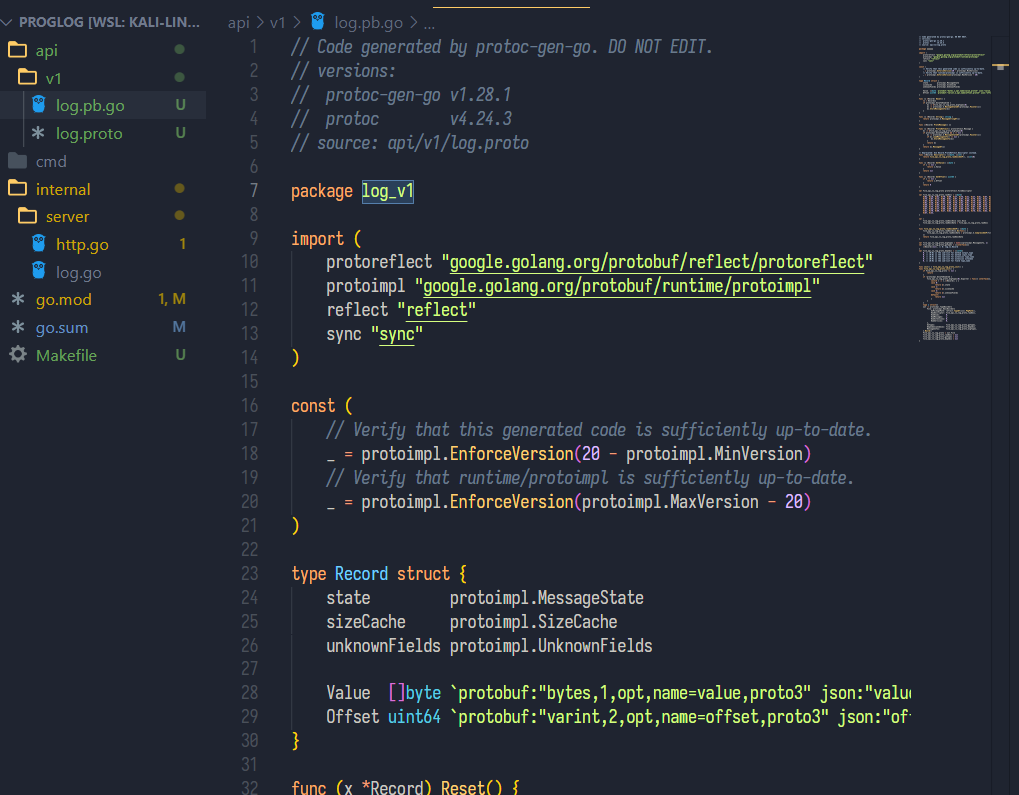 PROGLOG [WSL: KALI-LIN...
api
v1
log.pb.go U
log.proto U
cmd
internal
server
http.go 1
log.go
go.mod 1, M
go.sum M
Makefile U
api > v1 > log.pb.go > ...
1 // Code generated by protoc-gen-go. DO NOT EDIT.
2 // versions:
3 //  protoc-gen-go v1.28.1
4 //  protoc        v4.24.3
5 // source: api/v1/log.proto
6
7 package log_v1
8
9 import (
10 protoreflect "google.golang.org/protobuf/reflect/protoreflect"
11 protoimpl "google.golang.org/protobuf/runtime/protoimpl"
12 reflect "reflect"
13 sync "sync"
14 )
15
16 const (
17 // Verify that this generated code is sufficiently up-to-date.
18 _ = protoimpl.EnforceVersion(20 - protoimpl.MinVersion)
19 // Verify that runtime/protoimpl is sufficiently up-to-date.
20 _ = protoimpl.EnforceVersion(protoimpl.MaxVersion - 20)
21 )
22
23 type Record struct {
24 state         protoimpl.MessageState
25 sizeCache     protoimpl.SizeCache
26 unknownFields protoimpl.UnknownFields
27
28 Value  []byte `protobuf:"bytes,1,opt,name=value,proto3" json:"value
29 Offset uint64 `protobuf:"varint,2,opt,name=offset,proto3" json:"of
30 }
31
32 func (x *Record) Reset() {